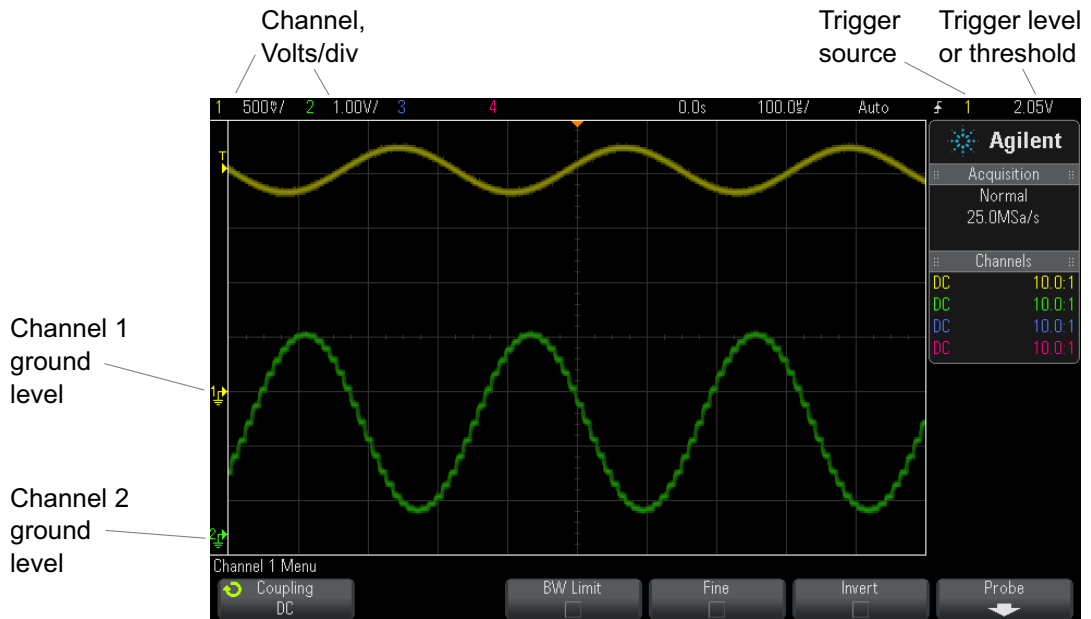 Channel,
Volts/div
Trigger
source
Trigger level
or threshold
1 500mV/ 2 1.00V/ 3 4 0.0s 100.0µs/ Auto 1 2.05V
T
Agilent
Acquisition
Normal
25.0MSa/s
Channels
DC 10.0:1
DC 10.0:1
DC 10.0:1
DC 10.0:1
Channel 1
ground
level
1
Channel 2
ground
level
2
Channel 1 Menu
Coupling
DC
BW Limit
Fine
Invert
Probe